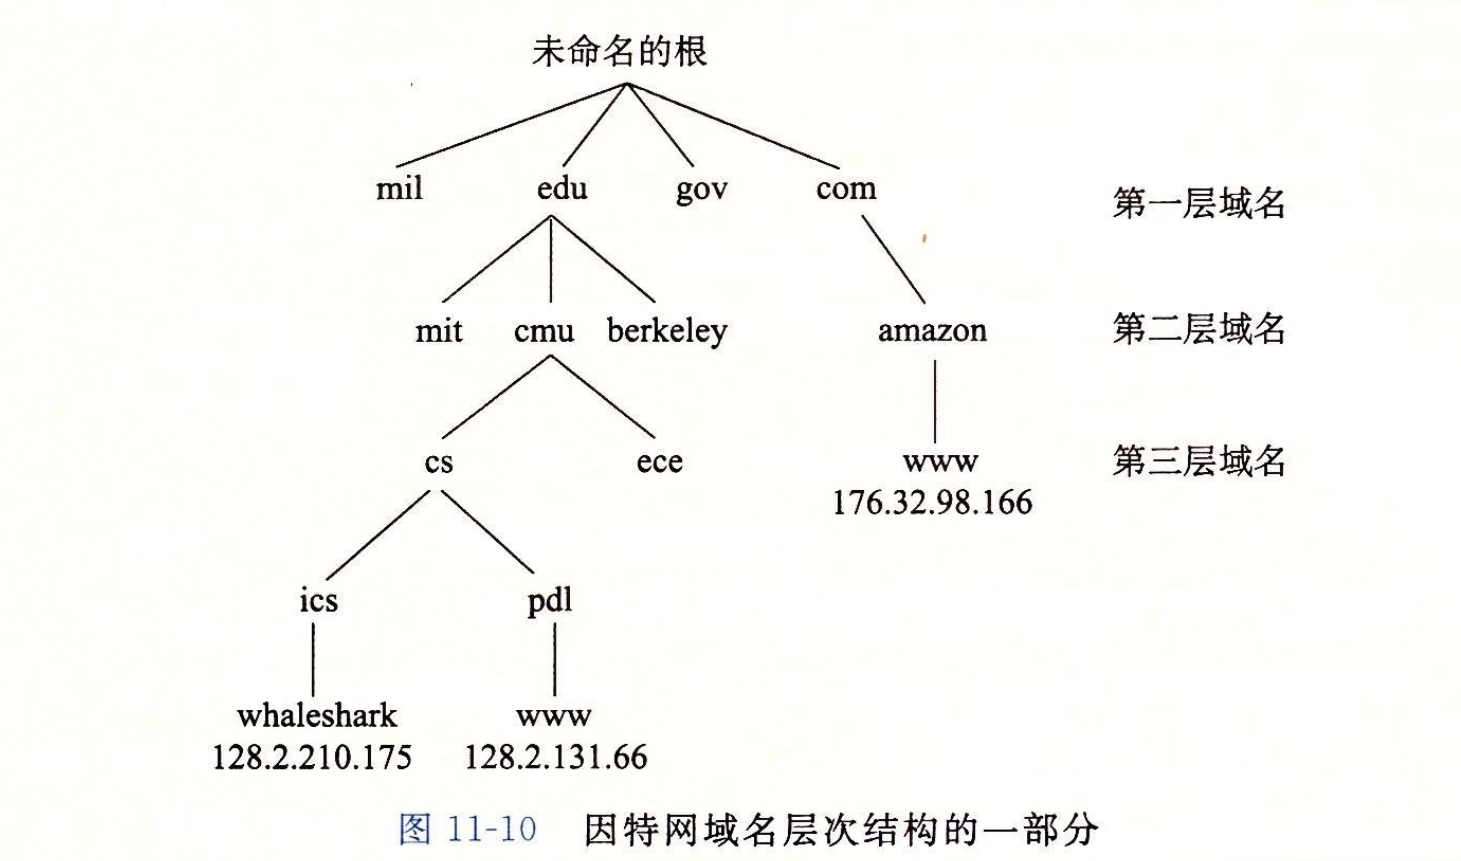 未命名的根
mil edu gov com 第一层域名
mit cmu berkeley amazon 第二层域名
cs ece www 第三层域名
176.32.98.166
ics pdl
whaleshark www
128.2.210.175 128.2.131.66
图 11-10 因特网域名层次结构的一部分